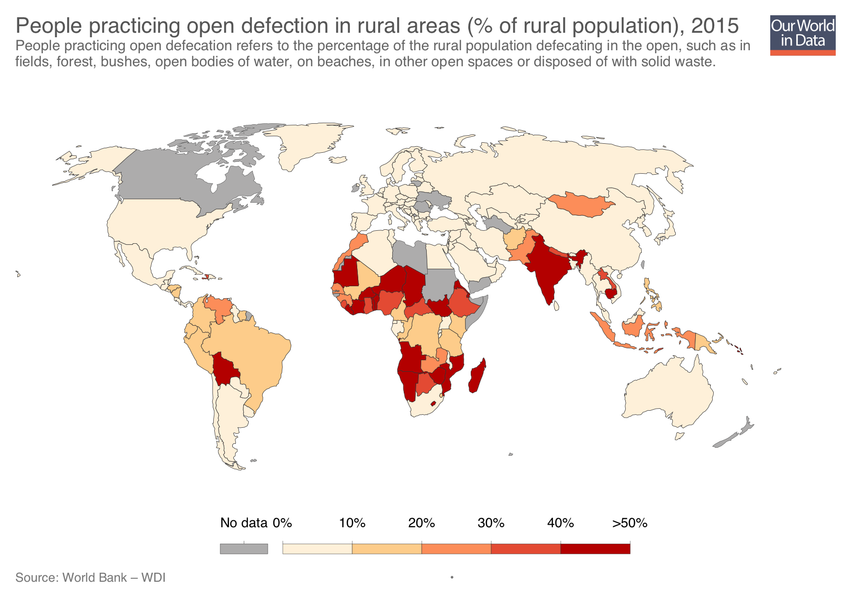 People practicing open defection in rural areas (% of rural population), 2015
People practicing open defecation refers to the percentage of the rural population defecating in the open, such as in
fields, forest, bushes, open bodies of water, on beaches, in other open spaces or disposed of with solid waste.
Our World
in Data
No data 0% 10% 20% 30% 40% >50%
Source: World Bank – WDI